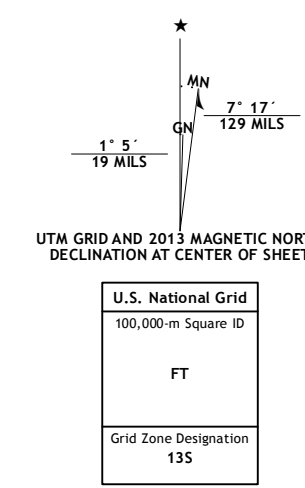 ★
MN
7° 17´
129 MILS
GN
1° 5´
19 MILS
UTM GRID AND 2013 MAGNETIC NORT
DECLINATION AT CENTER OF SHEET
U.S. National Grid
100,000-m Square ID
FT
Grid Zone Designation
13S